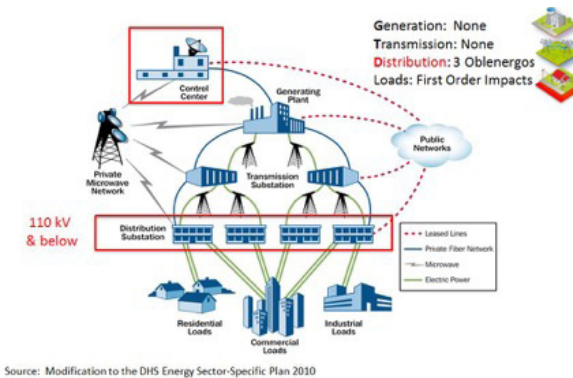 Generation: None
Transmission: None
Distribution: 3 Oblenergos
Loads: First Order Impacts
Control
Center
Generating
Plant
Public
Networks
Private
Microwave
Network
Transmission
Substation
110 kV
& below
Distribution
Substation
Leased Lines
Private Fiber Network
Microwave
Electric Power
Residential
Loads
Commercial
Loads
Industrial
Loads
Source: Modification to the DHS Energy Sector-Specific Plan 2010